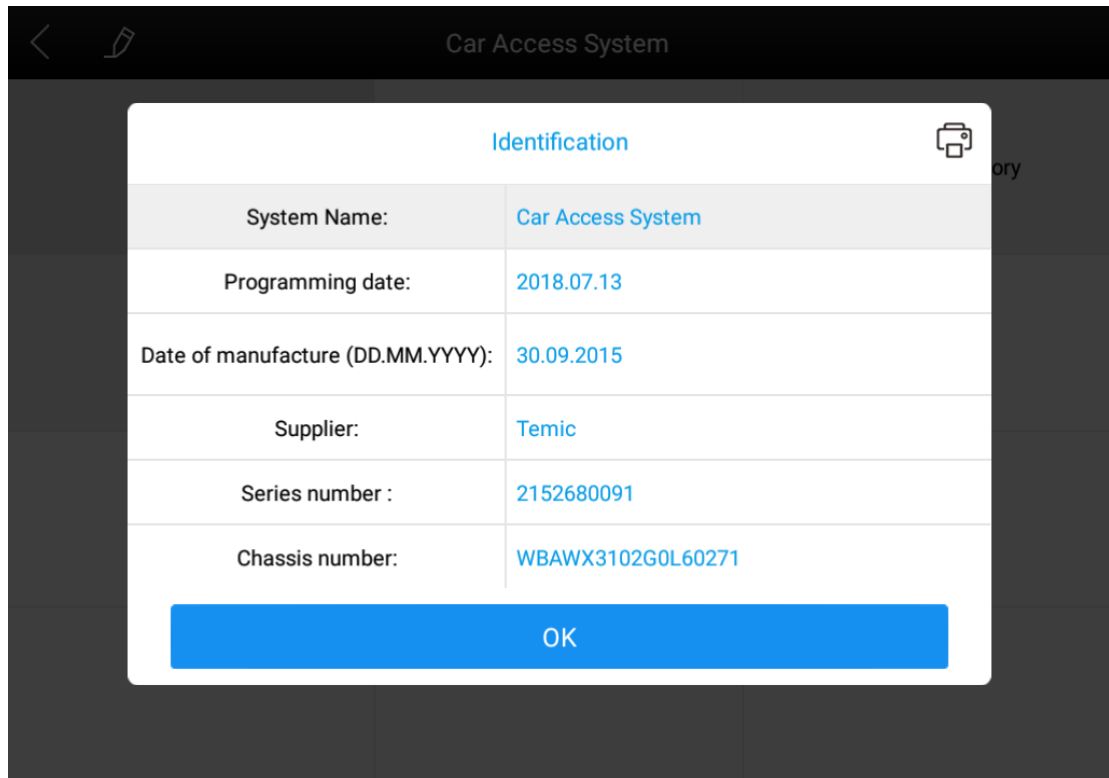 Car Access System
Identification
ory
System Name: Car Access System
Programming date: 2018.07.13
Date of manufacture (DD.MM.YYYY): 30.09.2015
Supplier: Temic
Series number : 2152680091
Chassis number: WBAWX3102G0L60271
OK